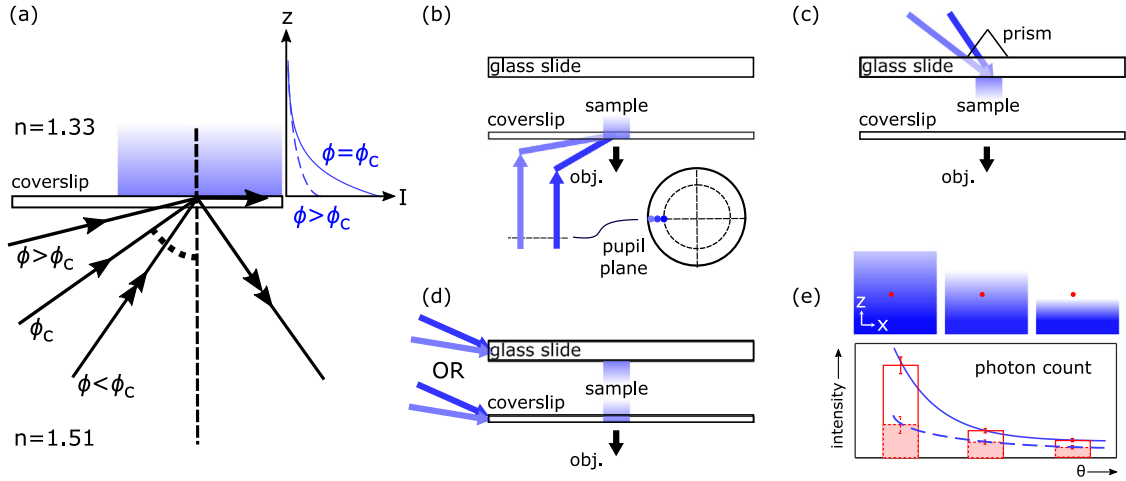 (a)
z
n=1.33
coverslip
ϕ=ϕc
I
ϕ>ϕc
ϕ>ϕc
ϕc
ϕ<ϕc
n=1.51
(b)
glass slide
sample
coverslip
obj.
pupil
plane
(c)
prism
glass slide
sample
coverslip
obj.
(d)
glass slide
OR
sample
coverslip
obj.
(e)
z
x
photon count
intensity
θ